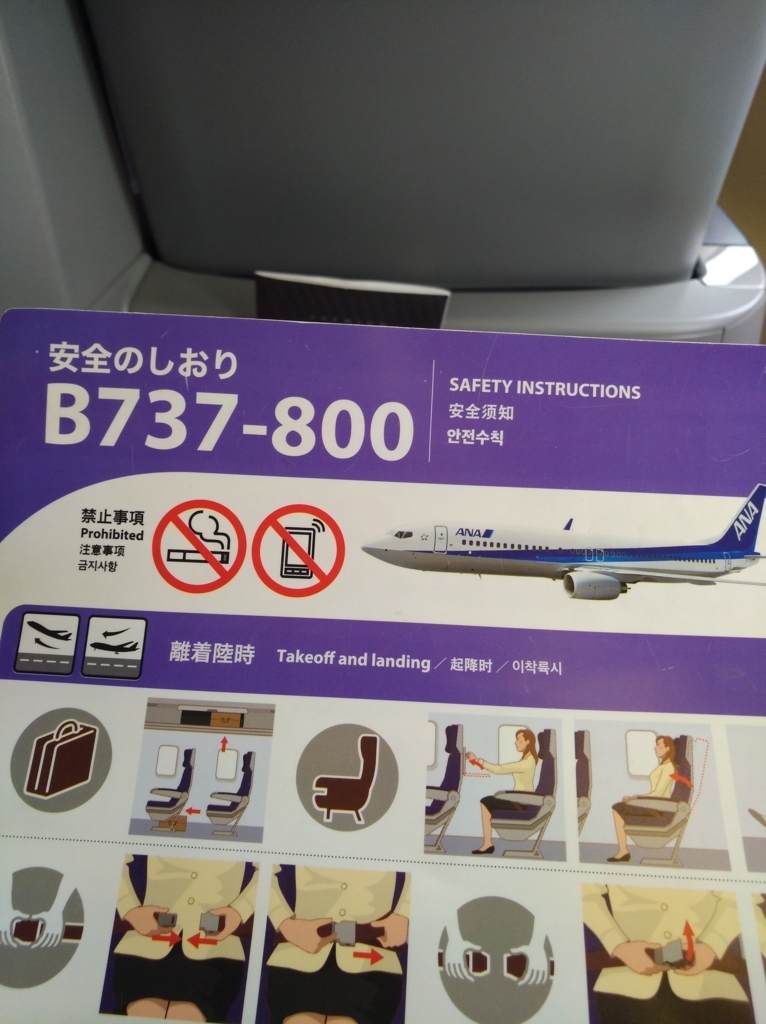 安全のしおり
B737-800
SAFETY INSTRUCTIONS
安全须知
안전수칙
禁止事項
Prohibited
注意事项
금지사항
ANA
ANA
離着陸時 Takeoff and landing／起降时／이착륙시